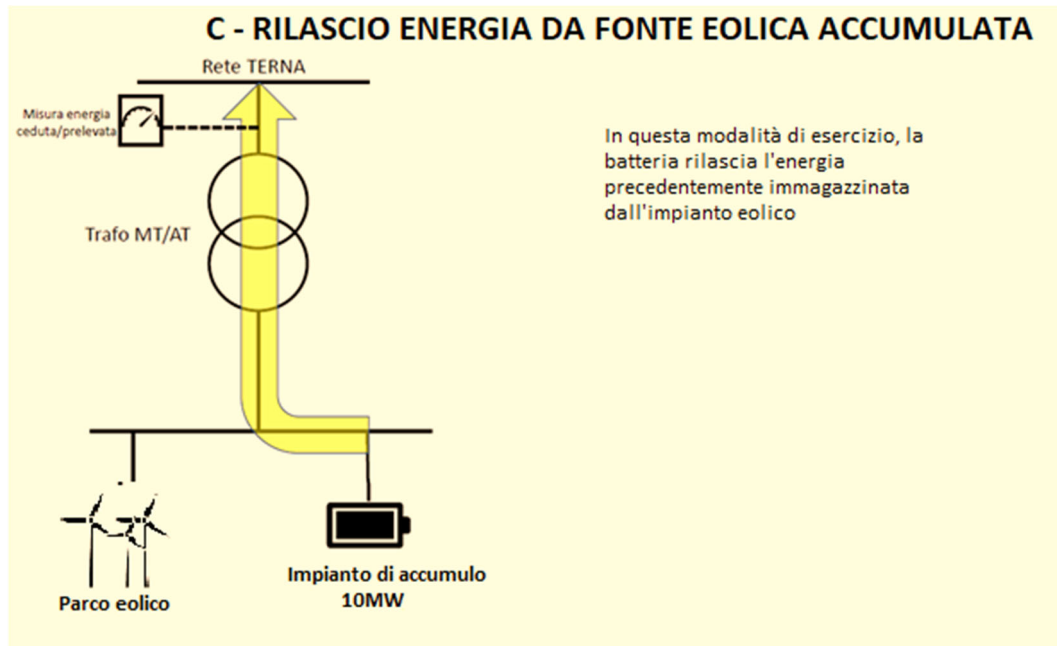 C - RILASCIO ENERGIA DA FONTE EOLICA ACCUMULATA
Rete TERNA
Misura energia
ceduta/prelevata
In questa modalità di esercizio, la
batteria rilascia l'energia
precedentemente immagazzinata
dall'impianto eolico
Trafo MT/AT
Impianto di accumulo
10MW
Parco eolico